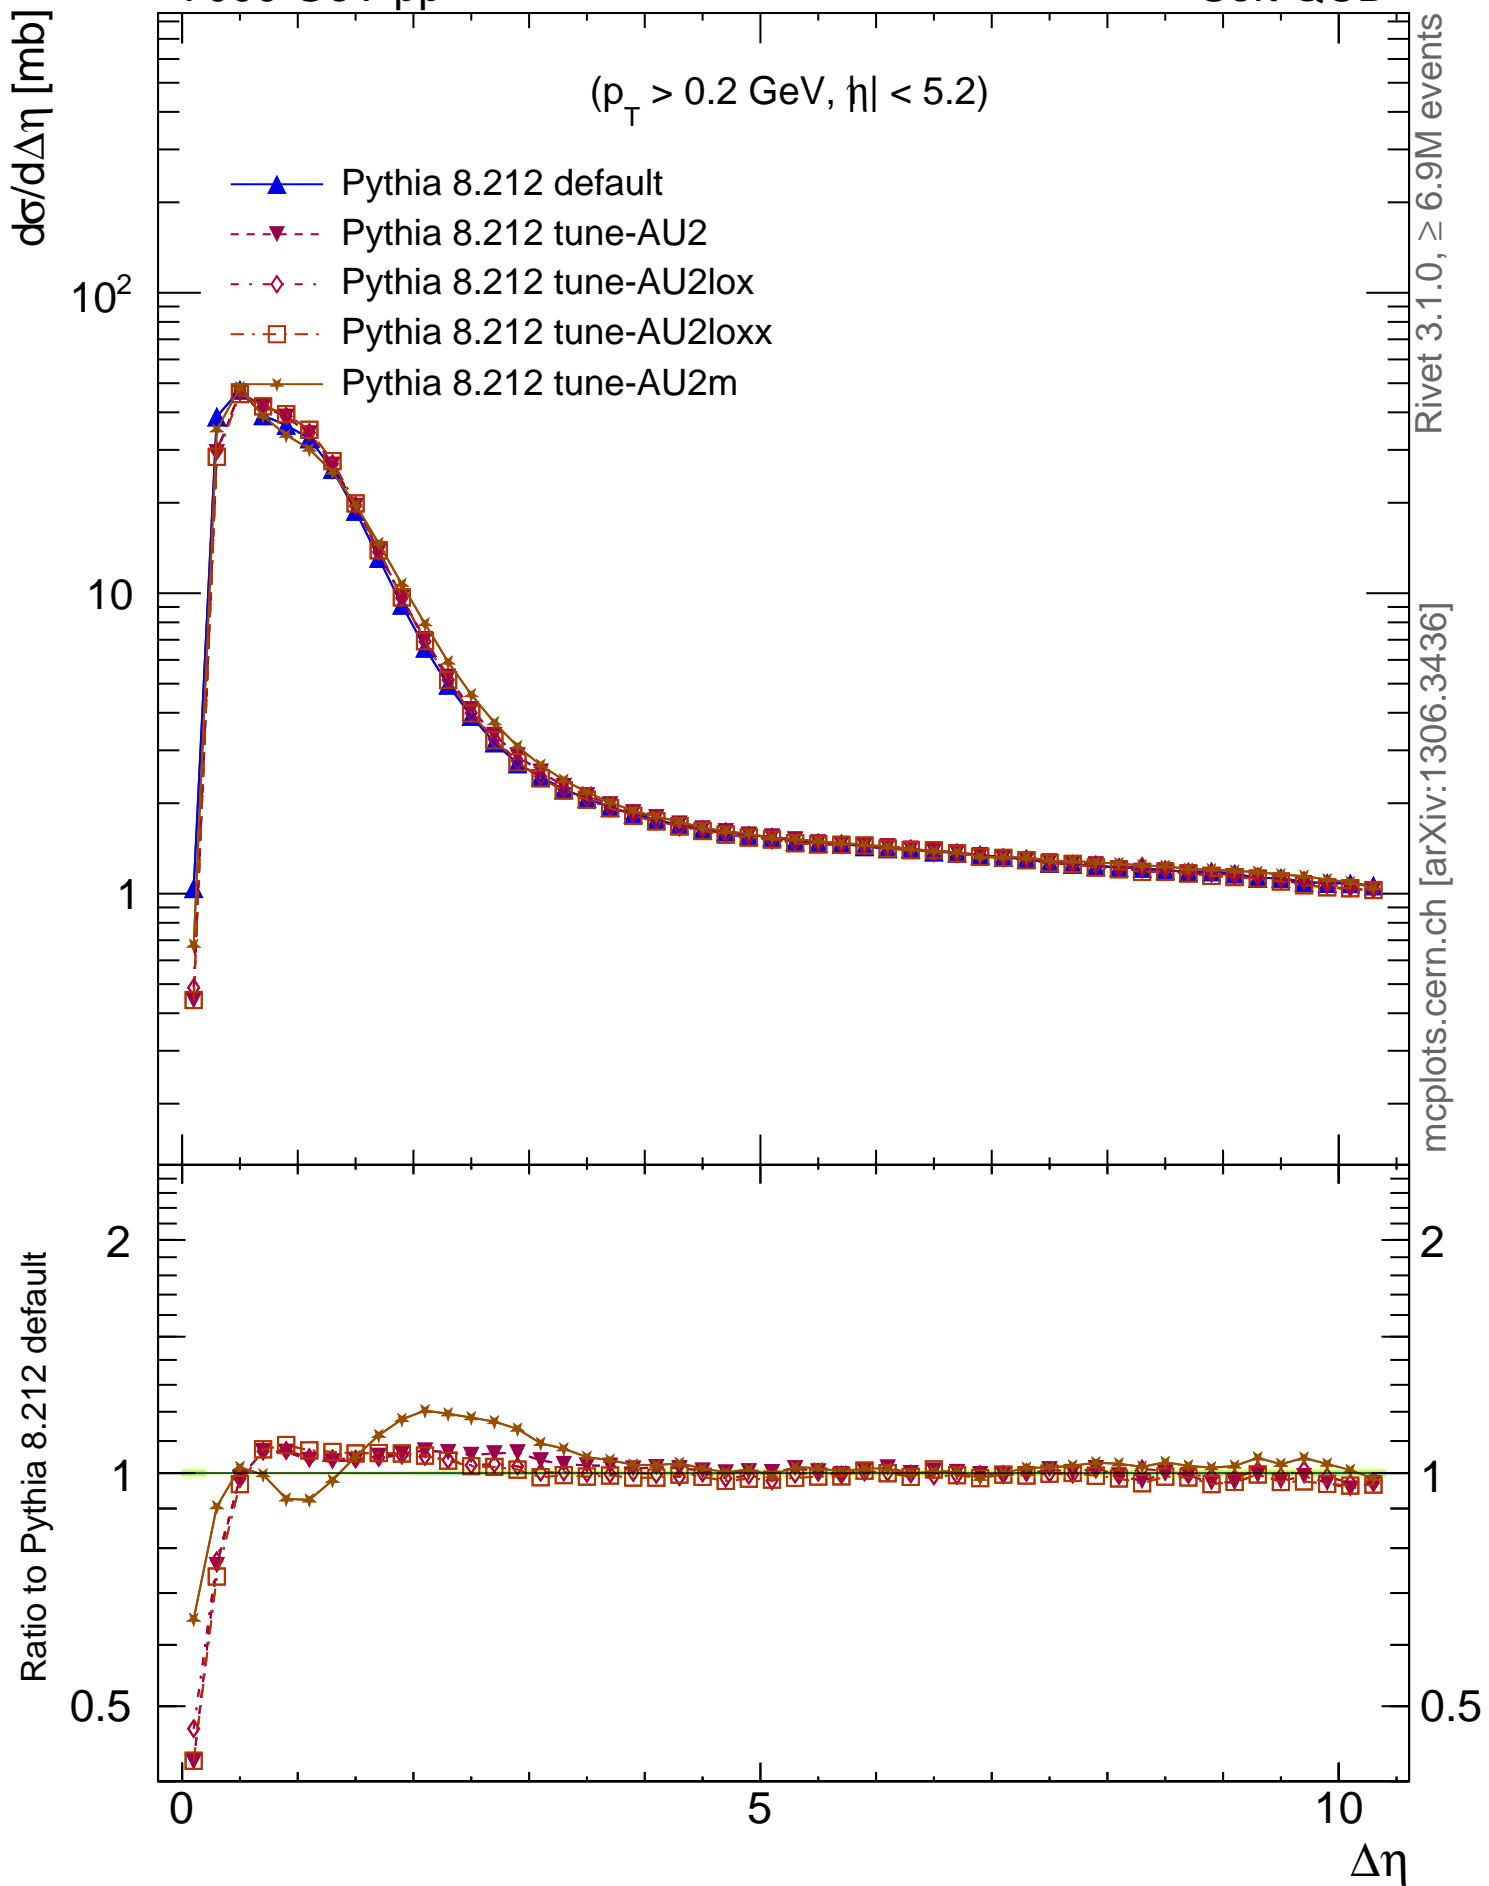 dσ/dΔη [mb]
(p_T > 0.2 GeV, |η| < 5.2)
Pythia 8.212 default
Pythia 8.212 tune-AU2
Pythia 8.212 tune-AU2lox
Pythia 8.212 tune-AU2loxx
Pythia 8.212 tune-AU2m
10²
10
1
Rivet 3.1.0, ≥ 6.9M events
mcplots.cern.ch [arXiv:1306.3436]
Ratio to Pythia 8.212 default
2
1
0.5
2
1
0.5
0
5
10
Δη